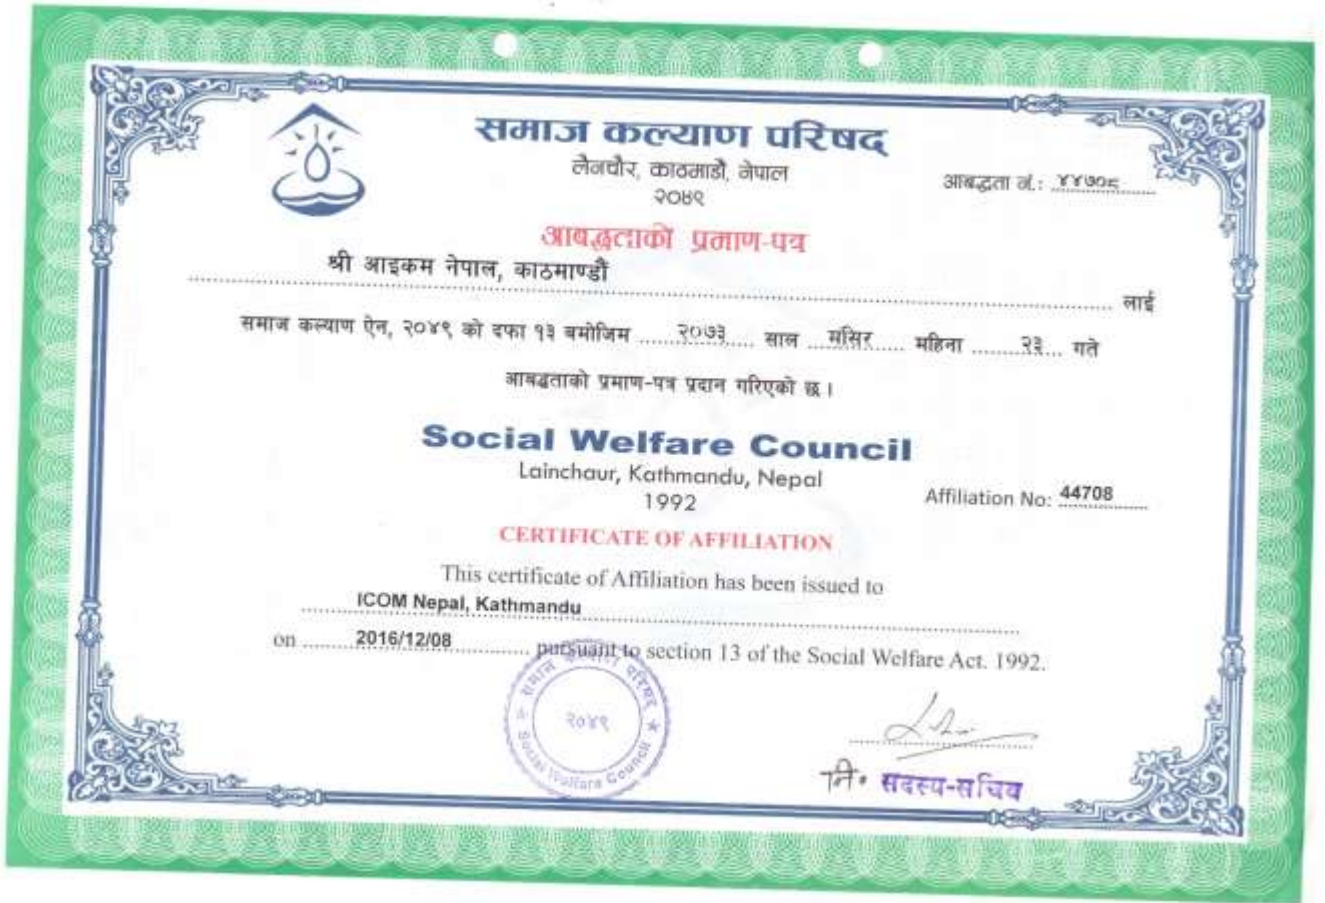 समाज कल्याण परिषद
लैनचौर, काठमाडौं, नेपाल
२०४९
आबद्धता नं.: ४४७०८
आबद्धताको प्रमाण-पत्र
श्री आइकम नेपाल, काठमाण्डौं
लाई
समाज कल्याण ऐन, २०४९ को दफा १३ बमोजिम २०७३ साल मंसिर महिना २३ गते
आबद्धताको प्रमाण-पत्र प्रदान गरिएको छ ।
Social Welfare Council
Lainchaur, Kathmandu, Nepal
1992
Affiliation No: 44708
CERTIFICATE OF AFFILIATION
This certificate of Affiliation has been issued to
ICOM Nepal, Kathmandu
on 2016/12/08 pursuant to section 13 of the Social Welfare Act. 1992.
समाज कल्याण परिषद
२०४९
Social Welfare Council
नि. सदस्य-सचिव